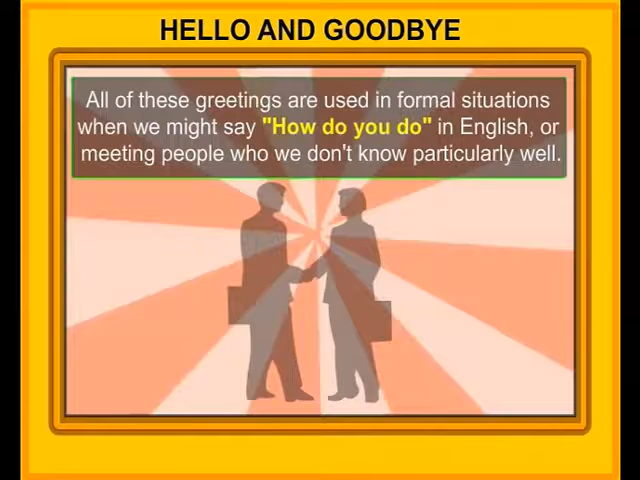 HELLO AND GOODBYE
All of these greetings are used in formal situations
when we might say "How do you do" in English, or
meeting people who we don't know particularly well.